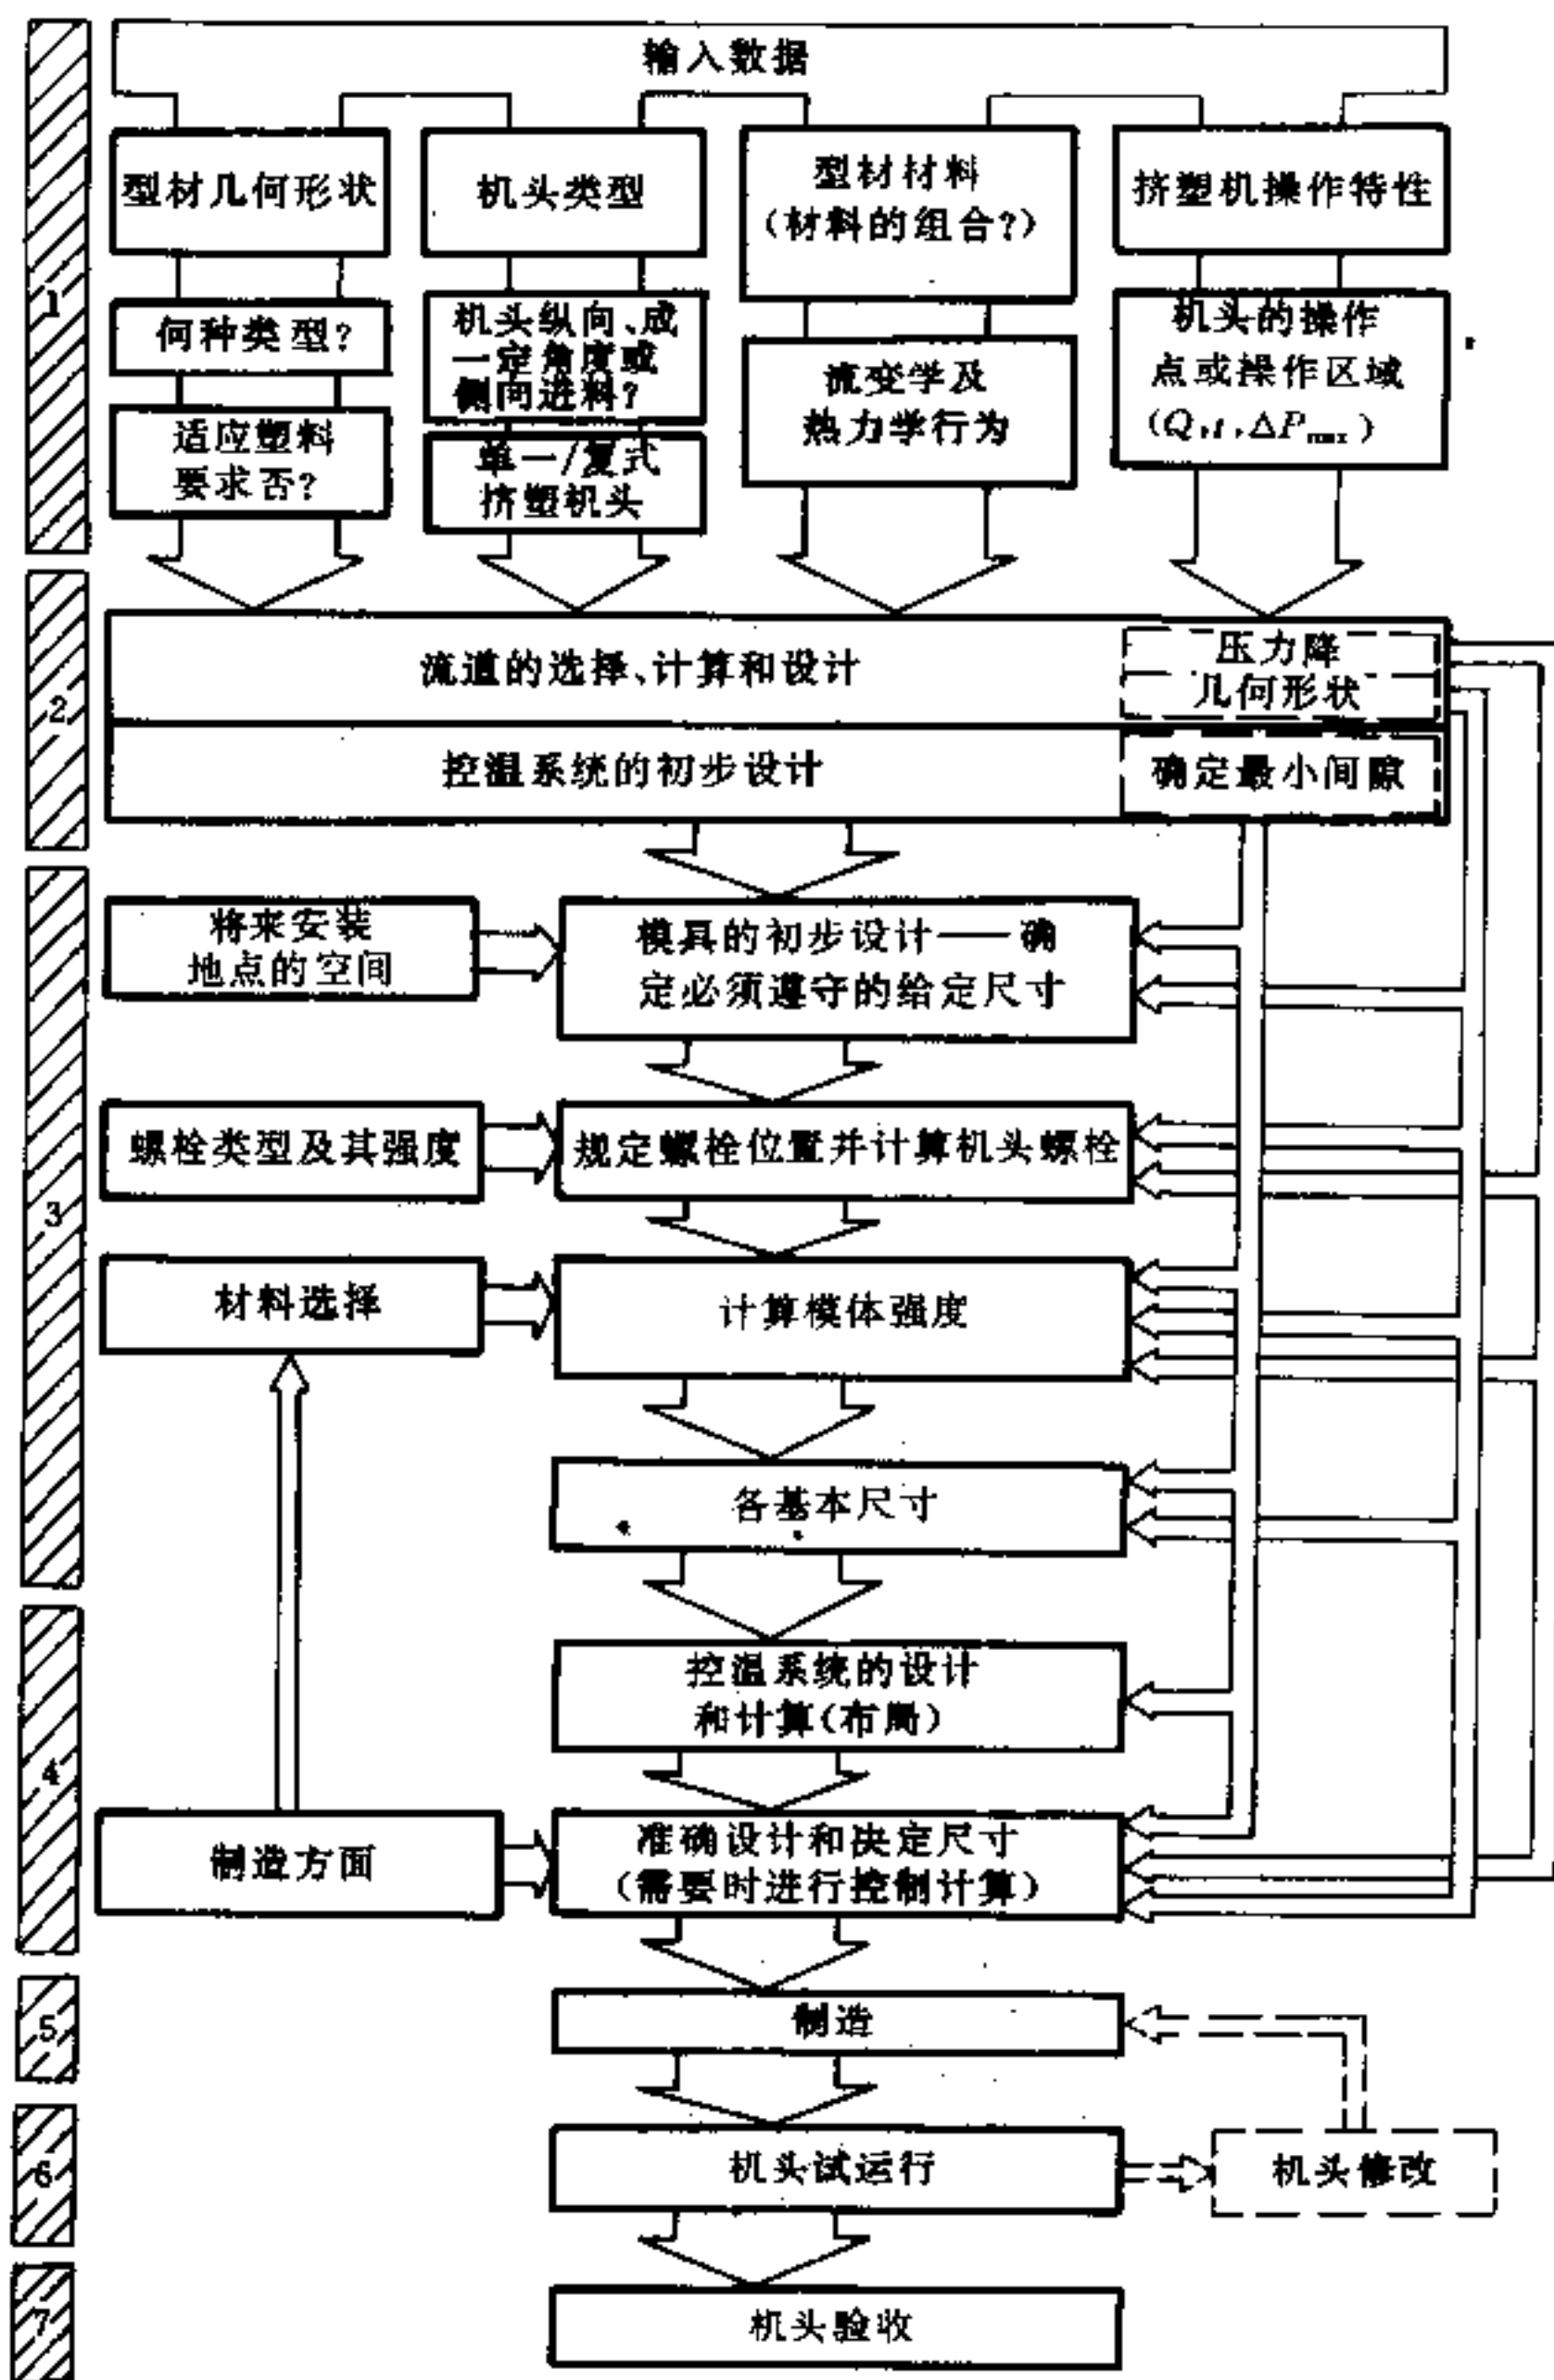 输入数据
型材几何形状
机头类型
型材材料
(材料的组合?)
挤塑机操作特性
1
何种类型?
机头纵向、成
一定角度或
侧向进料?
流变学及
热力学行为
机头的操作
点或操作区域
(Q,t,ΔPmax)
适应塑料
要求否?
单一/复式
挤塑机头
2
流道的选择、计算和设计
压力降
几何形状
控温系统的初步设计
确定最小间隙
3
将来安装
地点的空间
模具的初步设计——确
定必须遵守的给定尺寸
螺栓类型及其强度
规定螺栓位置并计算机头螺栓
材料选择
计算模体强度
各基本尺寸
4
控温系统的设计
和计算(布局)
制造方面
准确设计和决定尺寸
(需要时进行控制计算)
5
制造
6
机头试运行
机头修改
7
机头验收